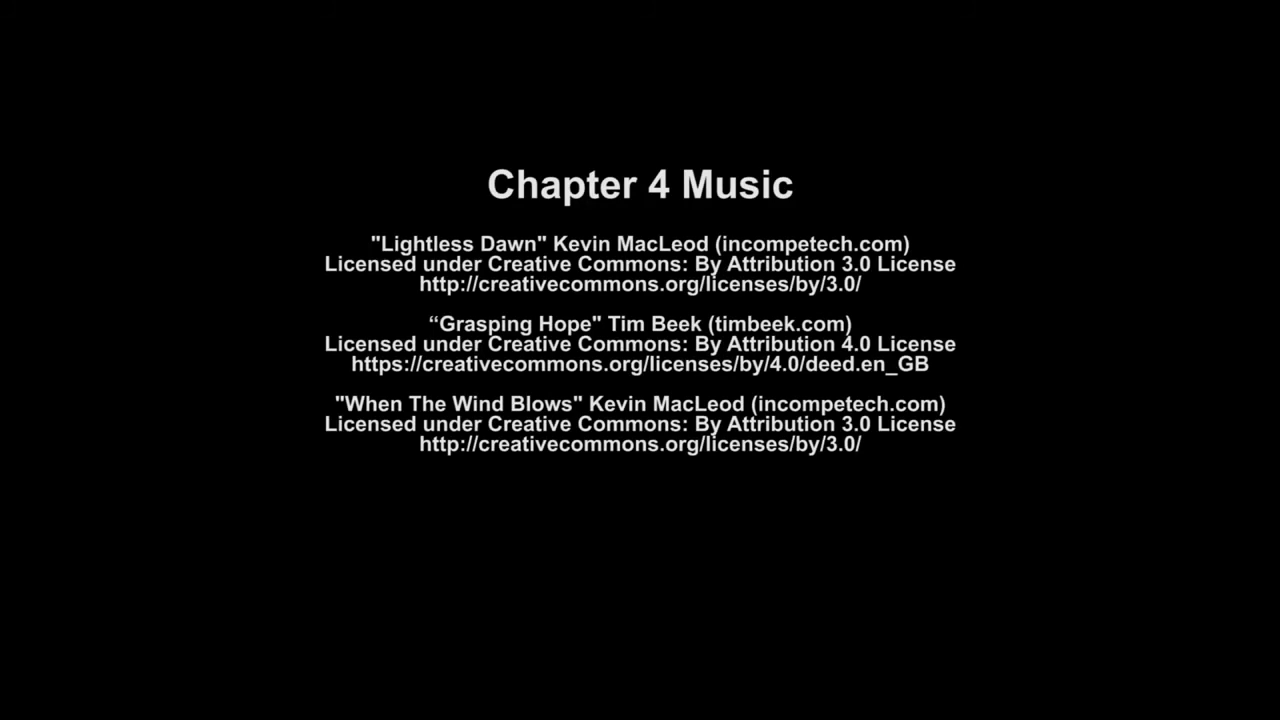 Chapter 4 Music
"Lightless Dawn" Kevin MacLeod (incompetech.com)
Licensed under Creative Commons: By Attribution 3.0 License
http://creativecommons.org/licenses/by/3.0/
“Grasping Hope" Tim Beek (timbeek.com)
Licensed under Creative Commons: By Attribution 4.0 License
https://creativecommons.org/licenses/by/4.0/deed.en_GB
"When The Wind Blows" Kevin MacLeod (incompetech.com)
Licensed under Creative Commons: By Attribution 3.0 License
http://creativecommons.org/licenses/by/3.0/